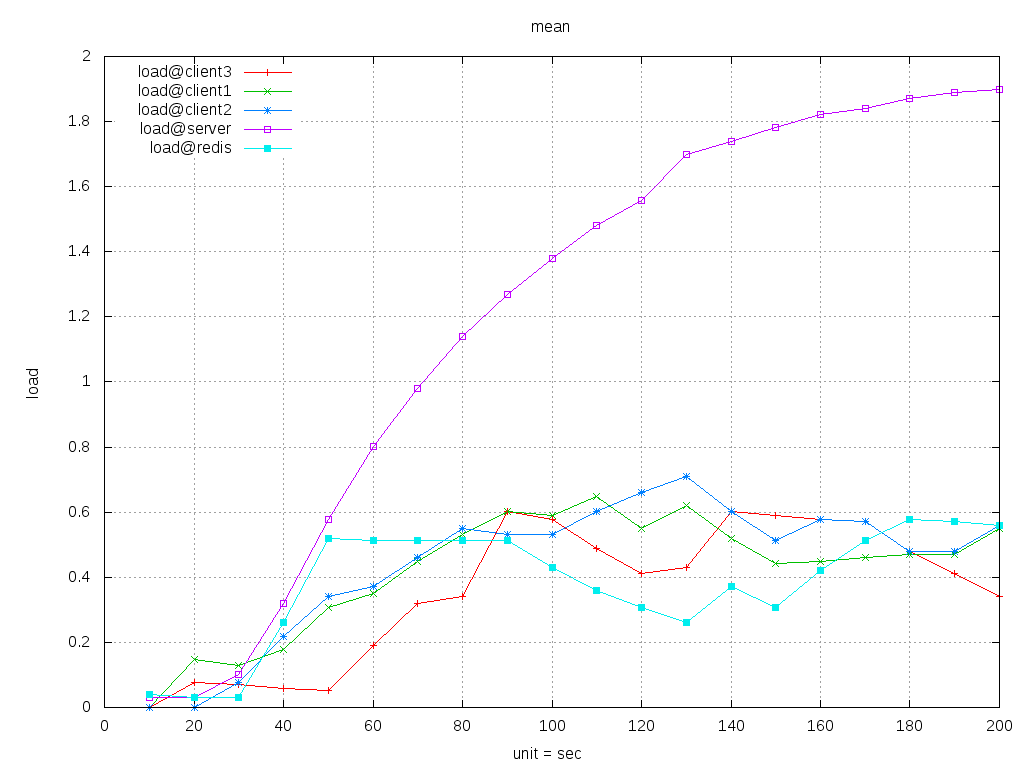 mean
load@client3
load@client1
load@client2
load@server
load@redis
2
1.8
1.6
1.4
1.2
1
0.8
0.6
0.4
0.2
0
load
0 20 40 60 80 100 120 140 160 180 200
unit = sec